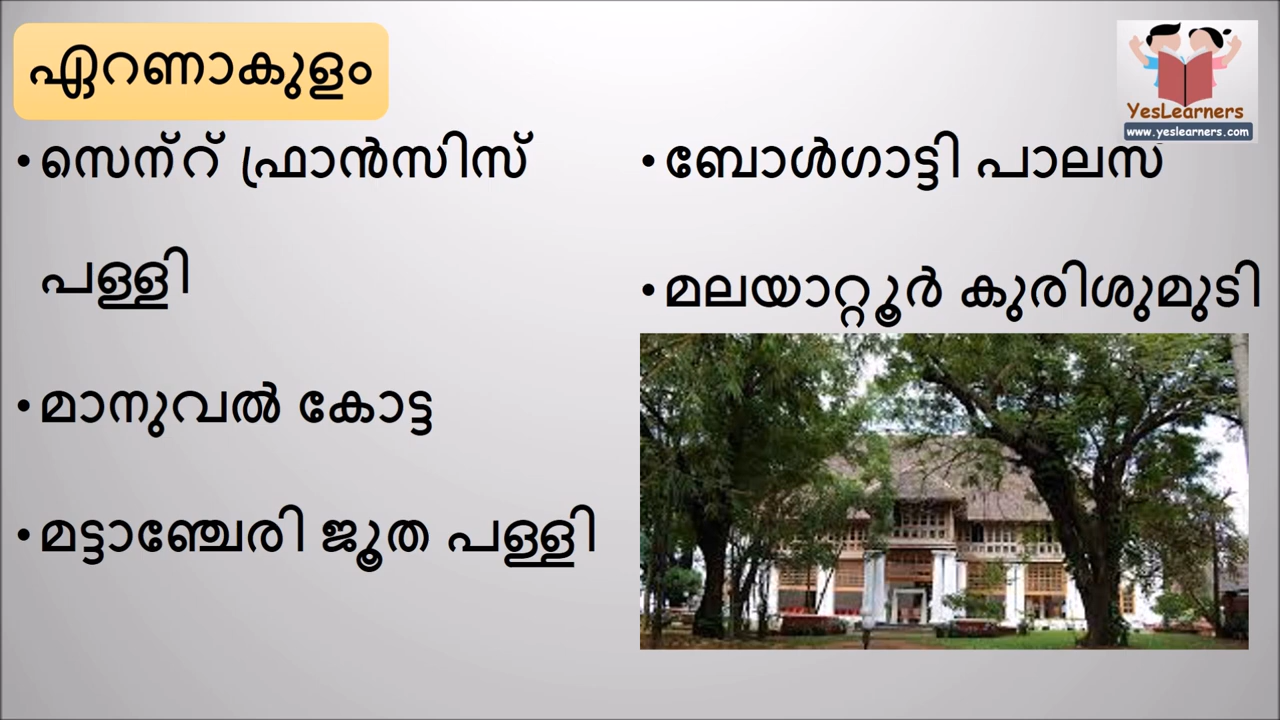 ഏറണാകുളം
YesLearners
www.yeslearners.com
• സെന്റ് ഫ്രാൻസിസ്
പള്ളി
• മാനുവൽ കോട്ട
• മട്ടാഞ്ചേരി ജൂത പള്ളി
• ബോൾഗാട്ടി പാലസ്
• മലയാറ്റൂർ കുരിശുമുടി